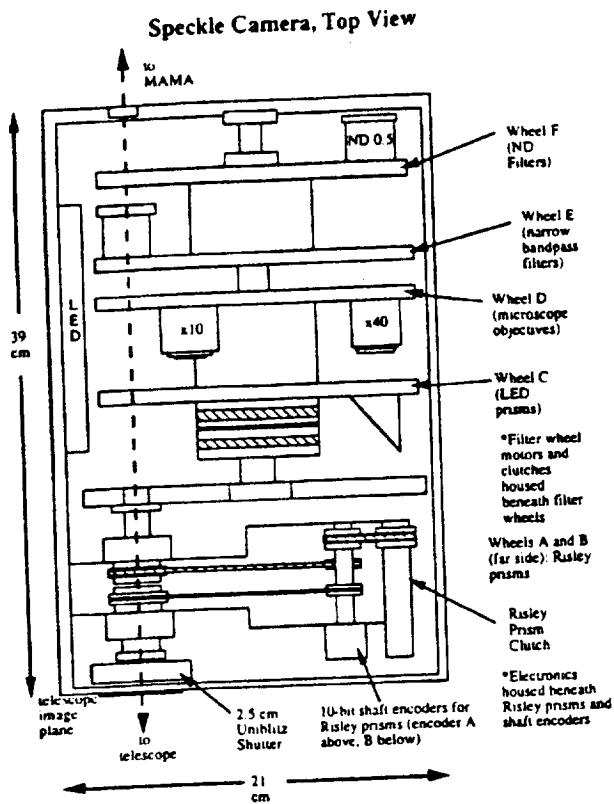 Speckle Camera, Top View
to
MAMA
ND 0.5
Wheel F
(ND
Filters)
Wheel E
(narrow
bandpass
filters)
LED
Wheel D
(microscope
objectives)
x10
x40
39
cm
Wheel C
(LED
prisms)
*Filter wheel
motors and
clutches
housed
beneath filter
wheels
Wheels A and B
(far side): Risley
prisms
Risley
Prism
Clutch
*Electronics
housed beneath
Risley prisms and
shaft encoders
telescope
image
plane
to
telescope
2.5 cm
Uniblitz
Shutter
10-bit shaft encoders for
Risley prisms (encoder A
above, B below)
21
cm